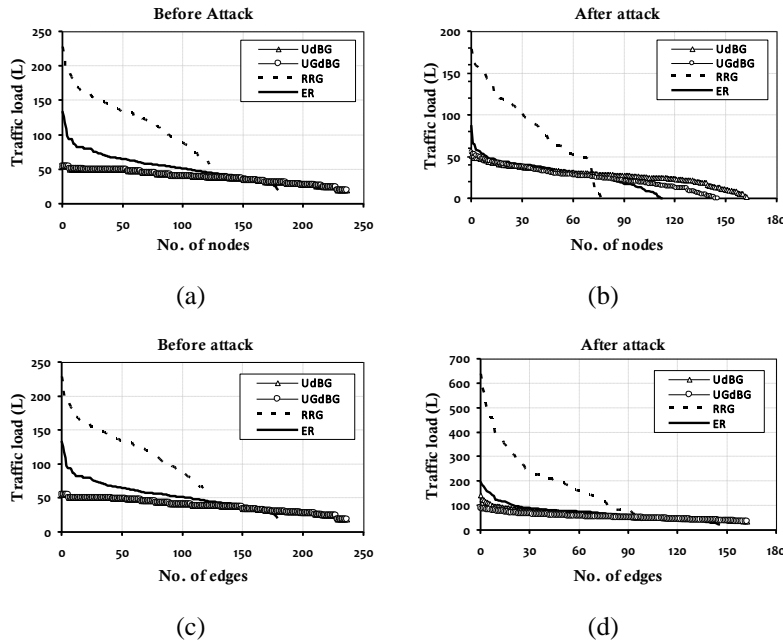 Before Attack
250
200
150
100
50
0
Traffic load (L)
UdBG
UGdBG
RRG
ER
0 50 100 150 200 250
No. of nodes
(a)
After attack
200
150
100
50
0
Traffic load (L)
UdBG
UGdBG
RRG
ER
0 30 60 90 120 150 180
No. of nodes
(b)
Before attack
250
200
150
100
50
0
Traffic load (L)
UdBG
UGdBG
RRG
ER
0 50 100 150 200 250
No. of edges
(c)
After attack
700
600
500
400
300
200
100
0
Traffic load (L)
UdBG
UGdBG
RRG
ER
0 30 60 90 120 150 180
No. of edges
(d)